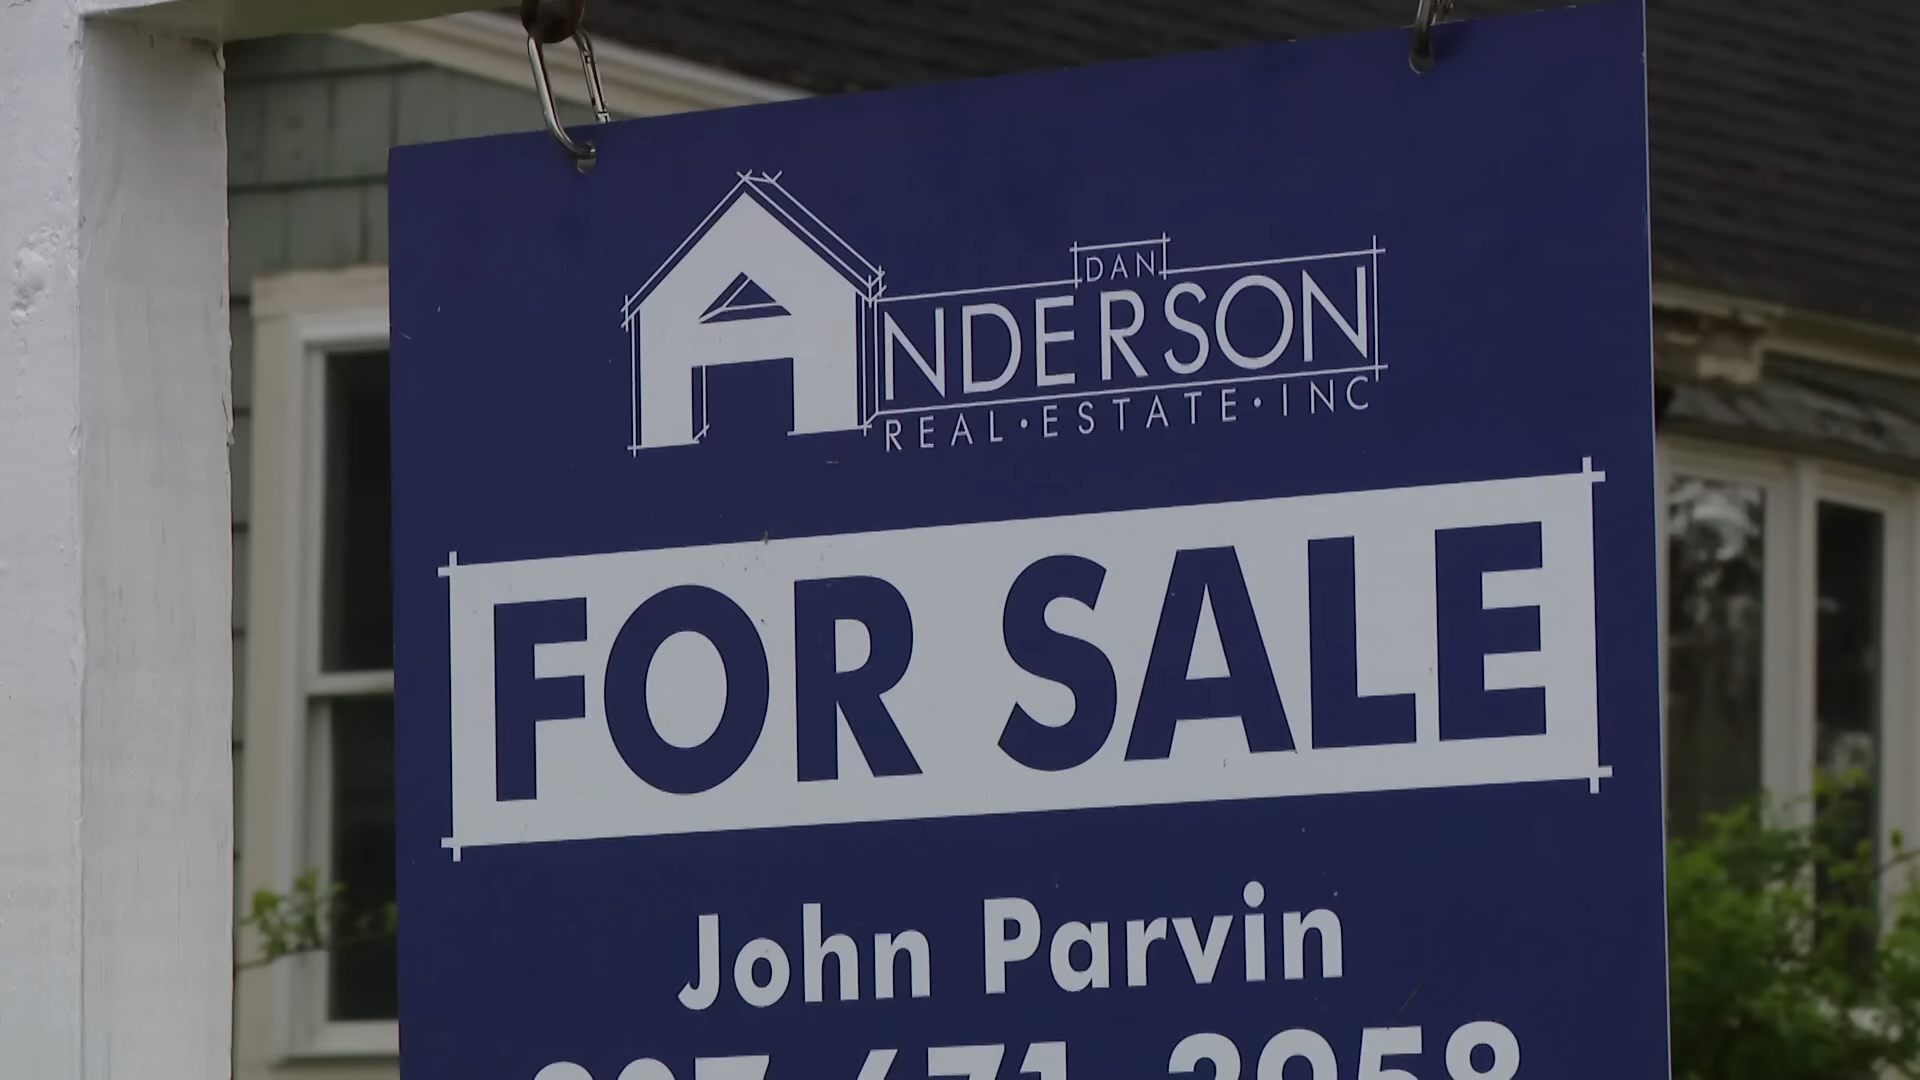 DAN
ANDERSON
REAL•ESTATE•INC
FOR SALE
John Parvin